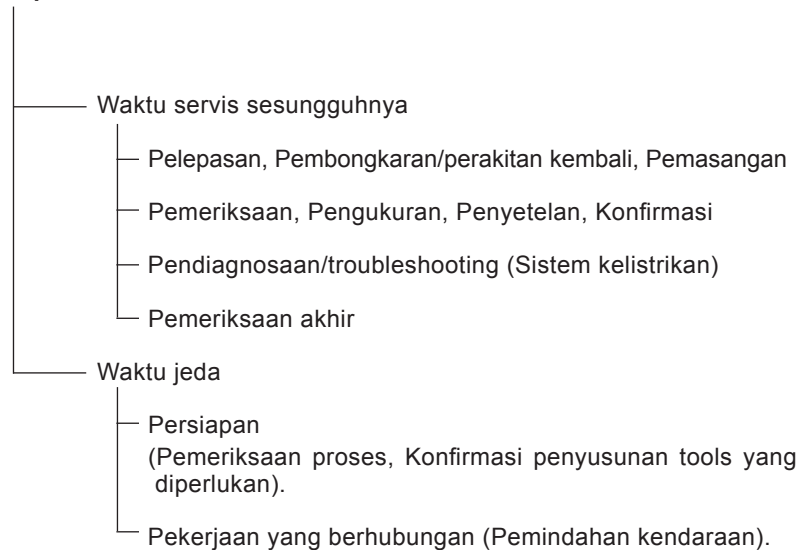 Waktu servis sesungguhnya
Pelepasan, Pembongkaran/perakitan kembali, Pemasangan
Pemeriksaan, Pengukuran, Penyetelan, Konfirmasi
Pendiagnosaan/troubleshooting (Sistem kelistrikan)
Pemeriksaan akhir
Waktu jeda
Persiapan
(Pemeriksaan proses, Konfirmasi penyusunan tools yang
diperlukan).
Pekerjaan yang berhubungan (Pemindahan kendaraan).